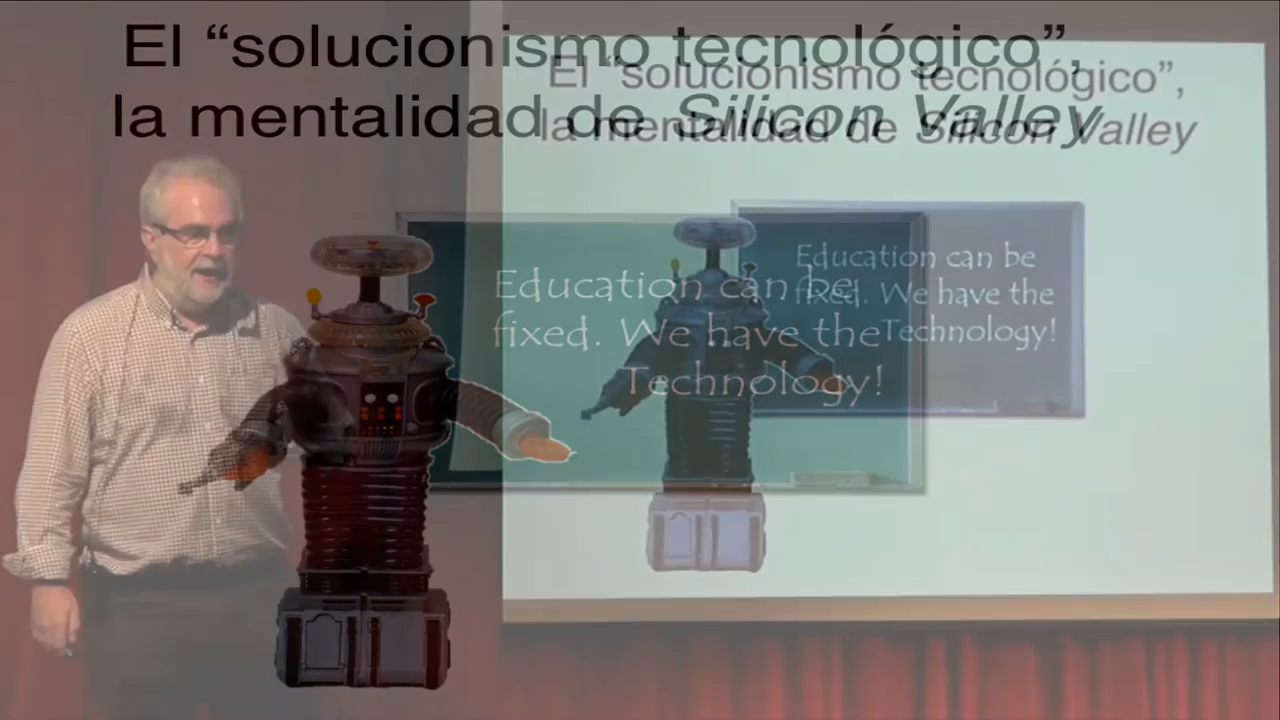 El “solucionismo tecnológico”,
la mentalidad de Silicon Valley
El “solucionismo tecnológico”,
la mentalidad de Silicon Valley
Education can be
fixed. We have the
Technology!
Education can be
fixed. We have the
Technology!